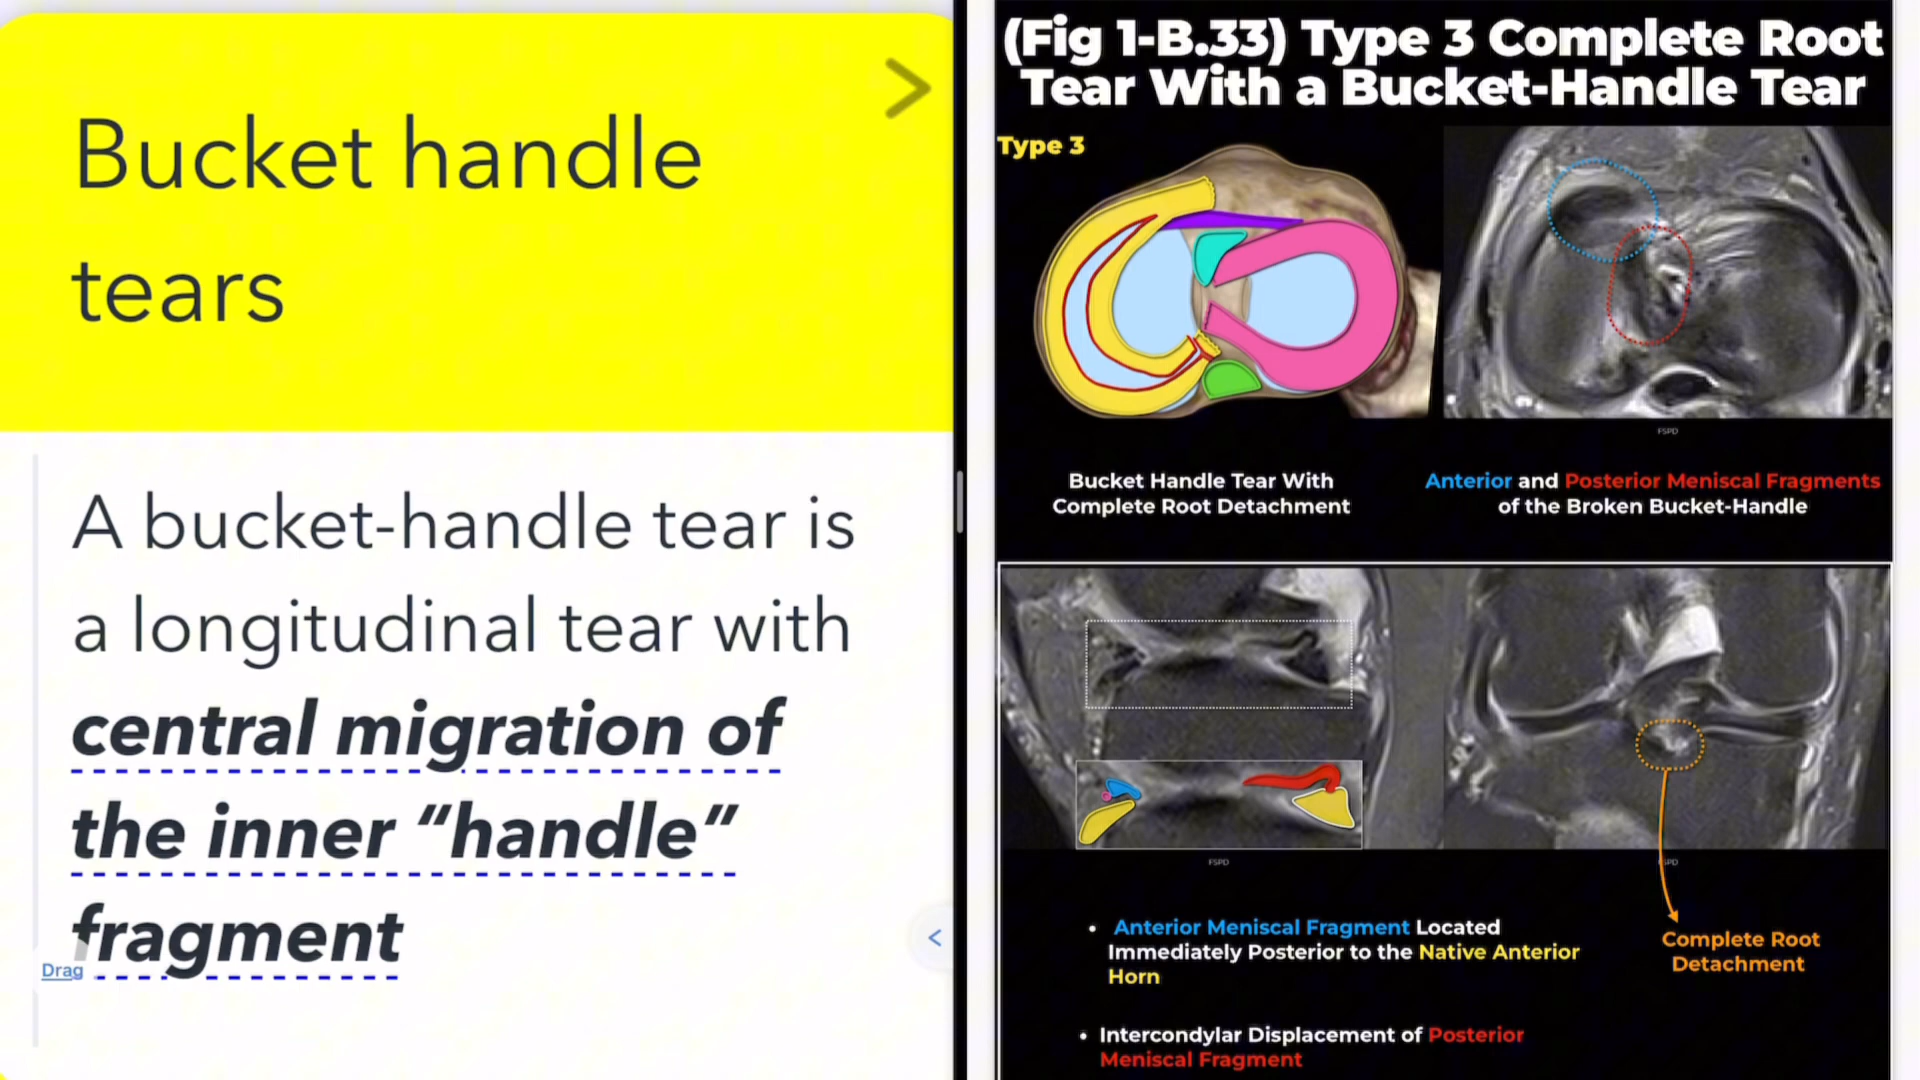 Bucket handle
tears
A bucket-handle tear is
a longitudinal tear with
central migration of
the inner “handle”
fragment
Drag
(Fig 1-B.33) Type 3 Complete Root
Tear With a Bucket-Handle Tear
Type 3
FSPD
Bucket Handle Tear With
Complete Root Detachment
Anterior and Posterior Meniscal Fragments
of the Broken Bucket-Handle
FSPD
FSPD
• Anterior Meniscal Fragment Located
Immediately Posterior to the Native Anterior
Horn
Complete Root
Detachment
• Intercondylar Displacement of Posterior
Meniscal Fragment